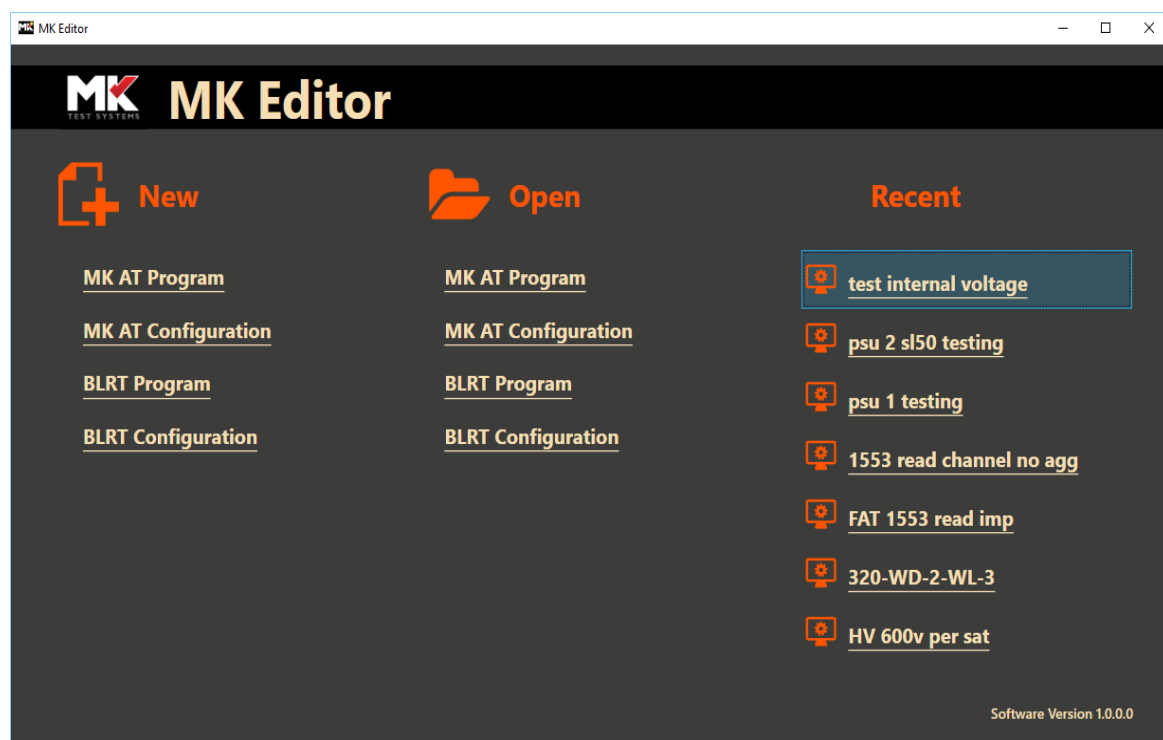 MK MK Editor
MK
TEST SYSTEMS
MK Editor
New
MK AT Program
MK AT Configuration
BLRT Program
BLRT Configuration
Open
MK AT Program
MK AT Configuration
BLRT Program
BLRT Configuration
Recent
test internal voltage
psu 2 sl50 testing
psu 1 testing
1553 read channel no agg
FAT 1553 read imp
320-WD-2-WL-3
HV 600v per sat
Software Version 1.0.0.0